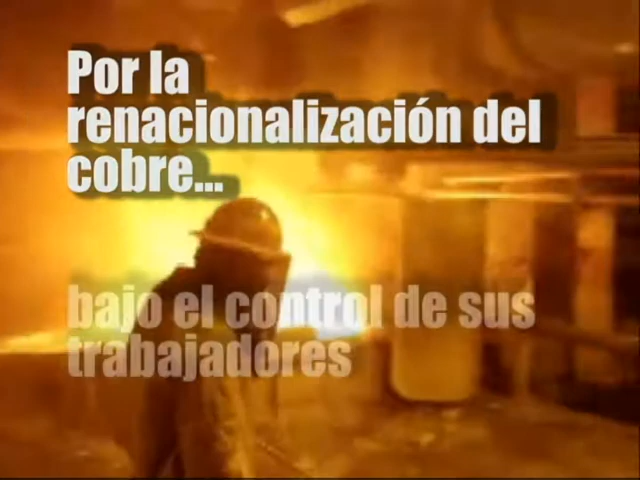 Por la
renacionalización del
cobre...
bajo el control de sus
trabajadores